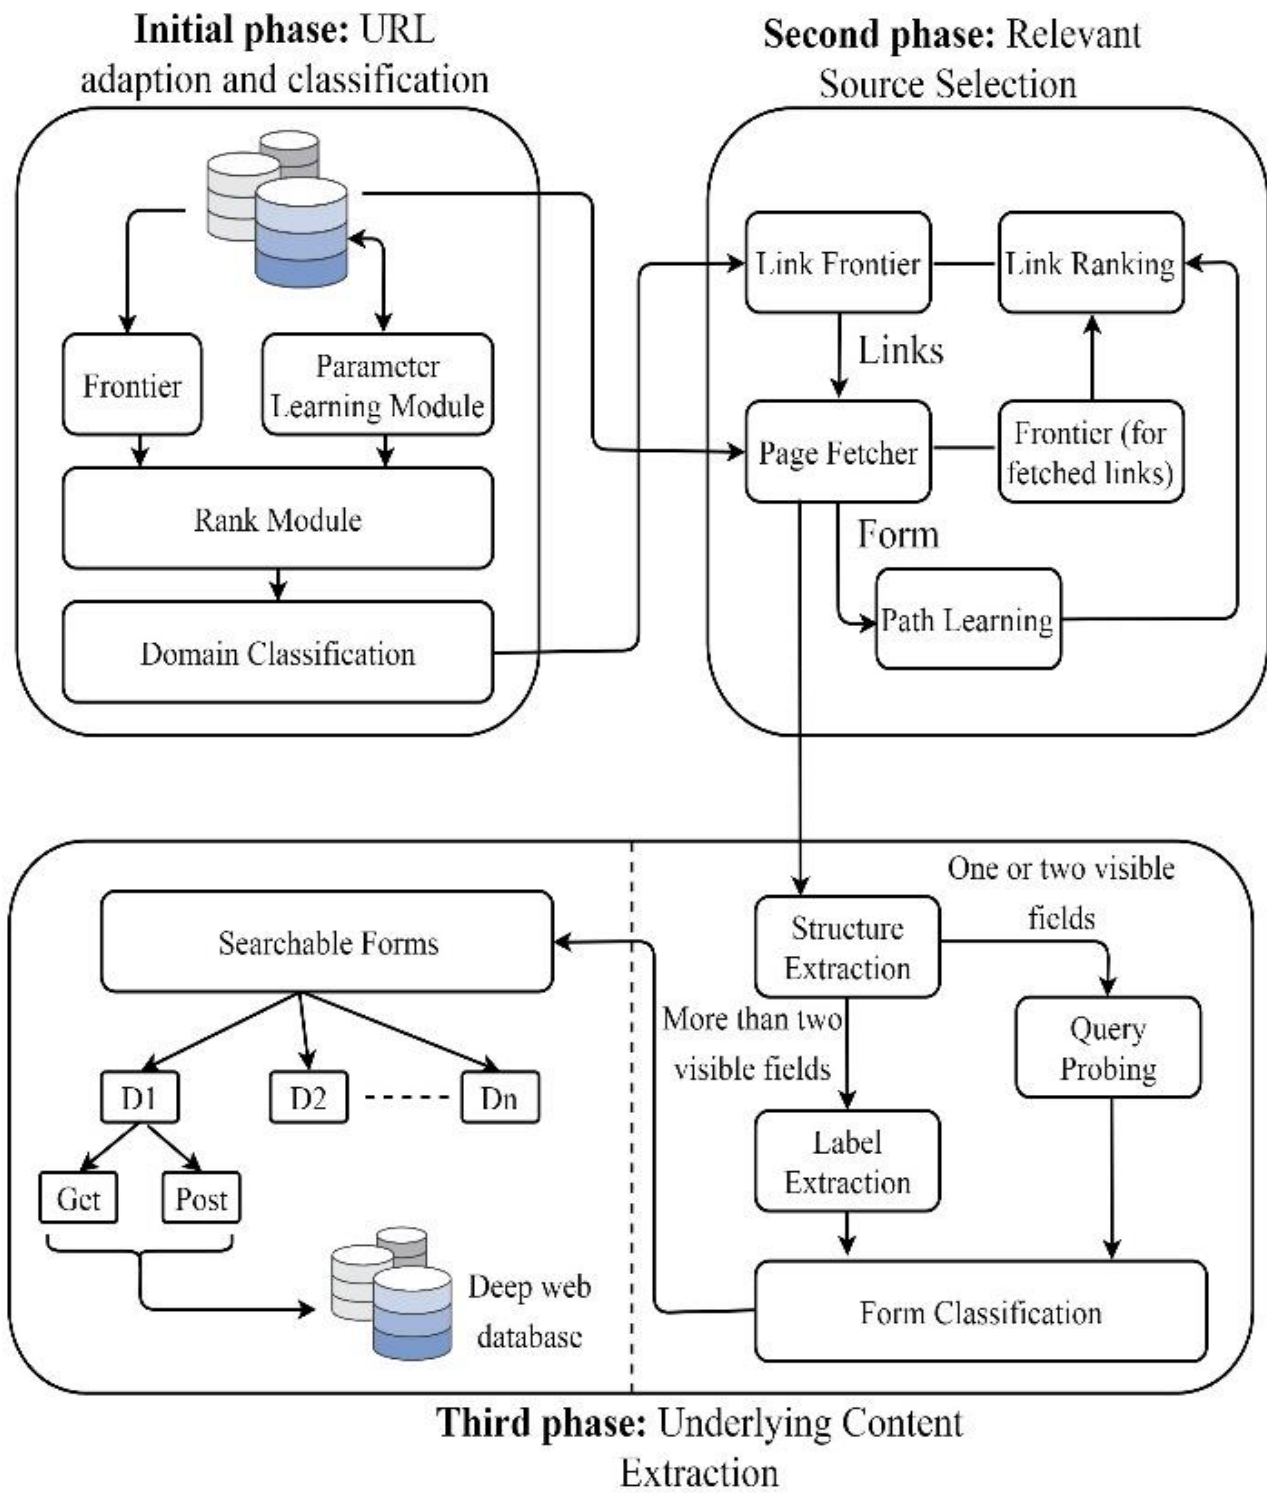 Initial phase: URL
adaption and classification
Second phase: Relevant
Source Selection
Frontier
Parameter
Learning Module
Rank Module
Domain Classification
Link Frontier
Link Ranking
Links
Page Fetcher
Frontier (for
fetched links)
Form
Path Learning
Searchable Forms
D1
D2
Dn
Get
Post
Deep web
database
Structure
Extraction
One or two visible
fields
More than two
visible fields
Query
Probing
Label
Extraction
Form Classification
Third phase: Underlying Content
Extraction